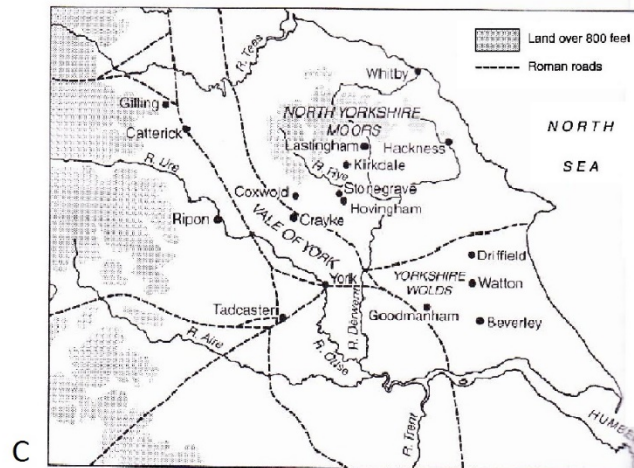 Land over 800 feet
Roman roads
R. Tees
Whitby
Gilling
NORTH YORKSHIRE
MOORS
NORTH
SEA
Catterick
Lastingham
Hackness
R. Ure
R. Rye
Kirkdale
Coxwold
Stonegrave
Hovingham
Ripon
Crayke
VALE OF YORK
Driffield
York
YORKSHIRE
WOLDS
Watton
Tadcaster
Goodmanham
Beverley
R. Aire
R. Ouse
R. Derwent
R. Trent
HUMBE
C